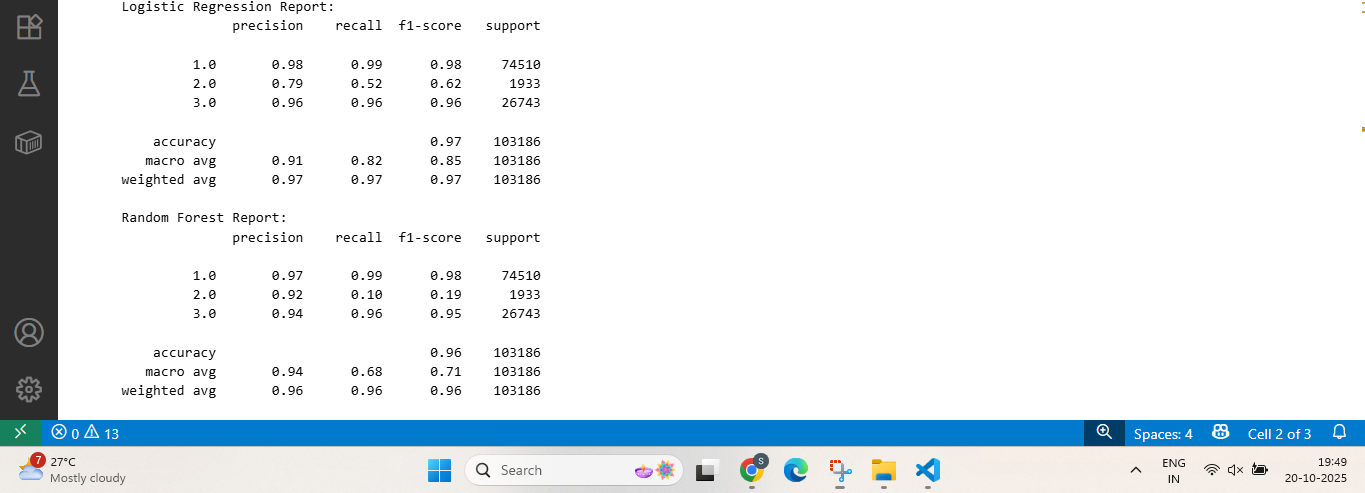 Logistic Regression Report:
precision recall f1-score support
1.0 0.98 0.99 0.98 74510
2.0 0.79 0.52 0.62 1933
3.0 0.96 0.96 0.96 26743
accuracy 0.97 103186
macro avg 0.91 0.82 0.85 103186
weighted avg 0.97 0.97 0.97 103186
Random Forest Report:
precision recall f1-score support
1.0 0.97 0.99 0.98 74510
2.0 0.92 0.10 0.19 1933
3.0 0.94 0.96 0.95 26743
accuracy 0.96 103186
macro avg 0.94 0.68 0.71 103186
weighted avg 0.96 0.96 0.96 103186
0 13 Spaces: 4 Cell 2 of 3
7 27°C
Mostly cloudy
Search
S
ENG
IN
19:49
20-10-2025